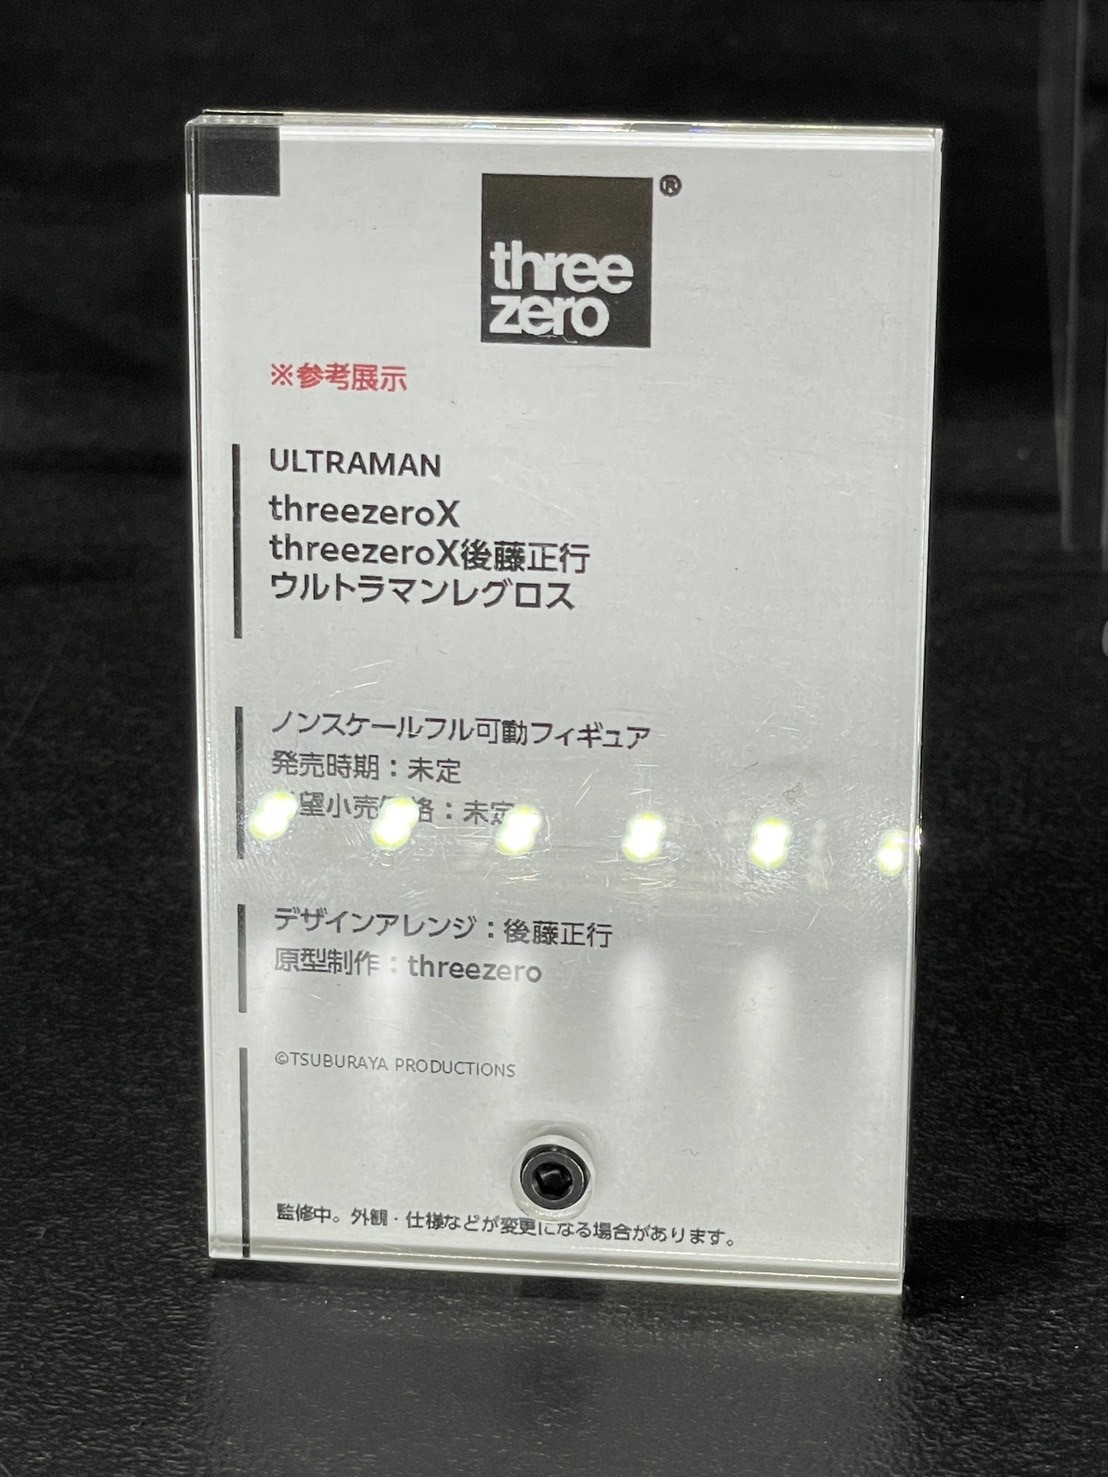 three
zero
®
※参考展示
ULTRAMAN
threezeroX
threezeroX後藤正行
ウルトラマンレグロス
ノンスケールフル可動フィギュア
発売時期：未定
望小売価格：未定
デザインアレンジ：後藤正行
原型制作：threezero
©TSUBURAYA PRODUCTIONS
監修中。外観・仕様などが変更になる場合があります。